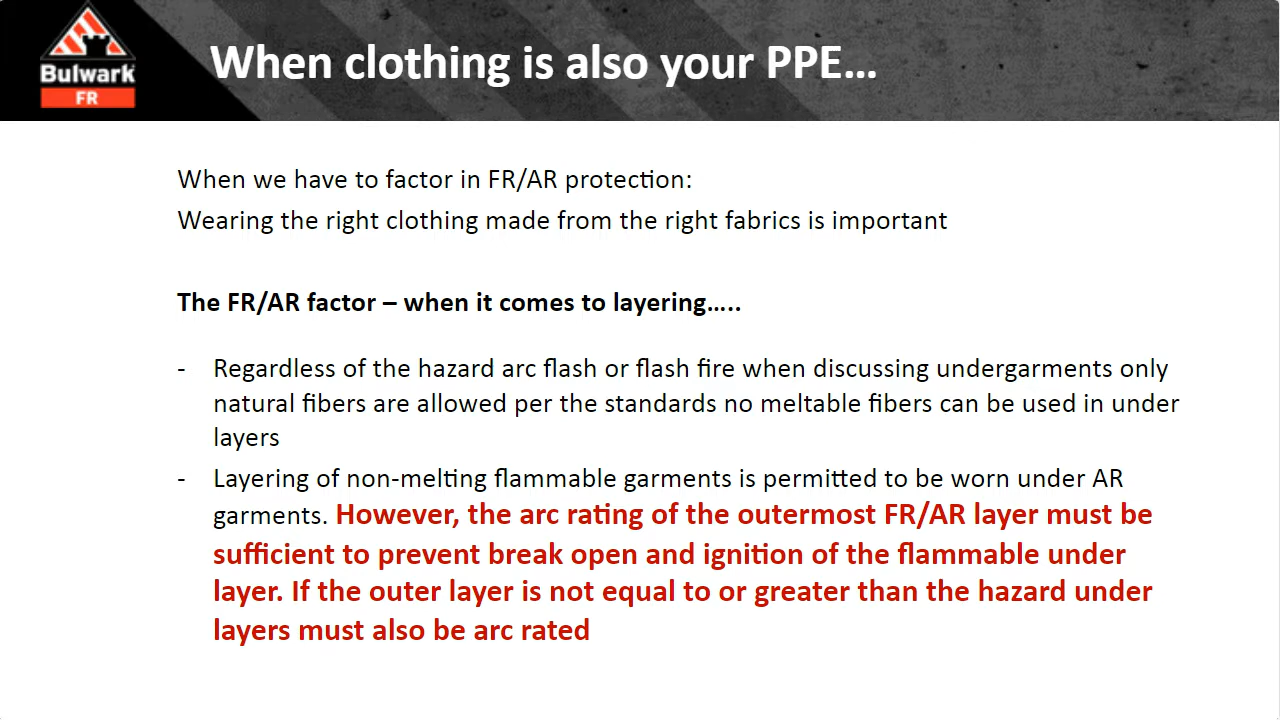 Bulwark
FR
When clothing is also your PPE…
When we have to factor in FR/AR protection:
Wearing the right clothing made from the right fabrics is important
The FR/AR factor – when it comes to layering…..
- Regardless of the hazard arc flash or flash fire when discussing undergarments only
natural fibers are allowed per the standards no meltable fibers can be used in under
layers
- Layering of non-melting flammable garments is permitted to be worn under AR
garments. However, the arc rating of the outermost FR/AR layer must be
sufficient to prevent break open and ignition of the flammable under
layer. If the outer layer is not equal to or greater than the hazard under
layers must also be arc rated